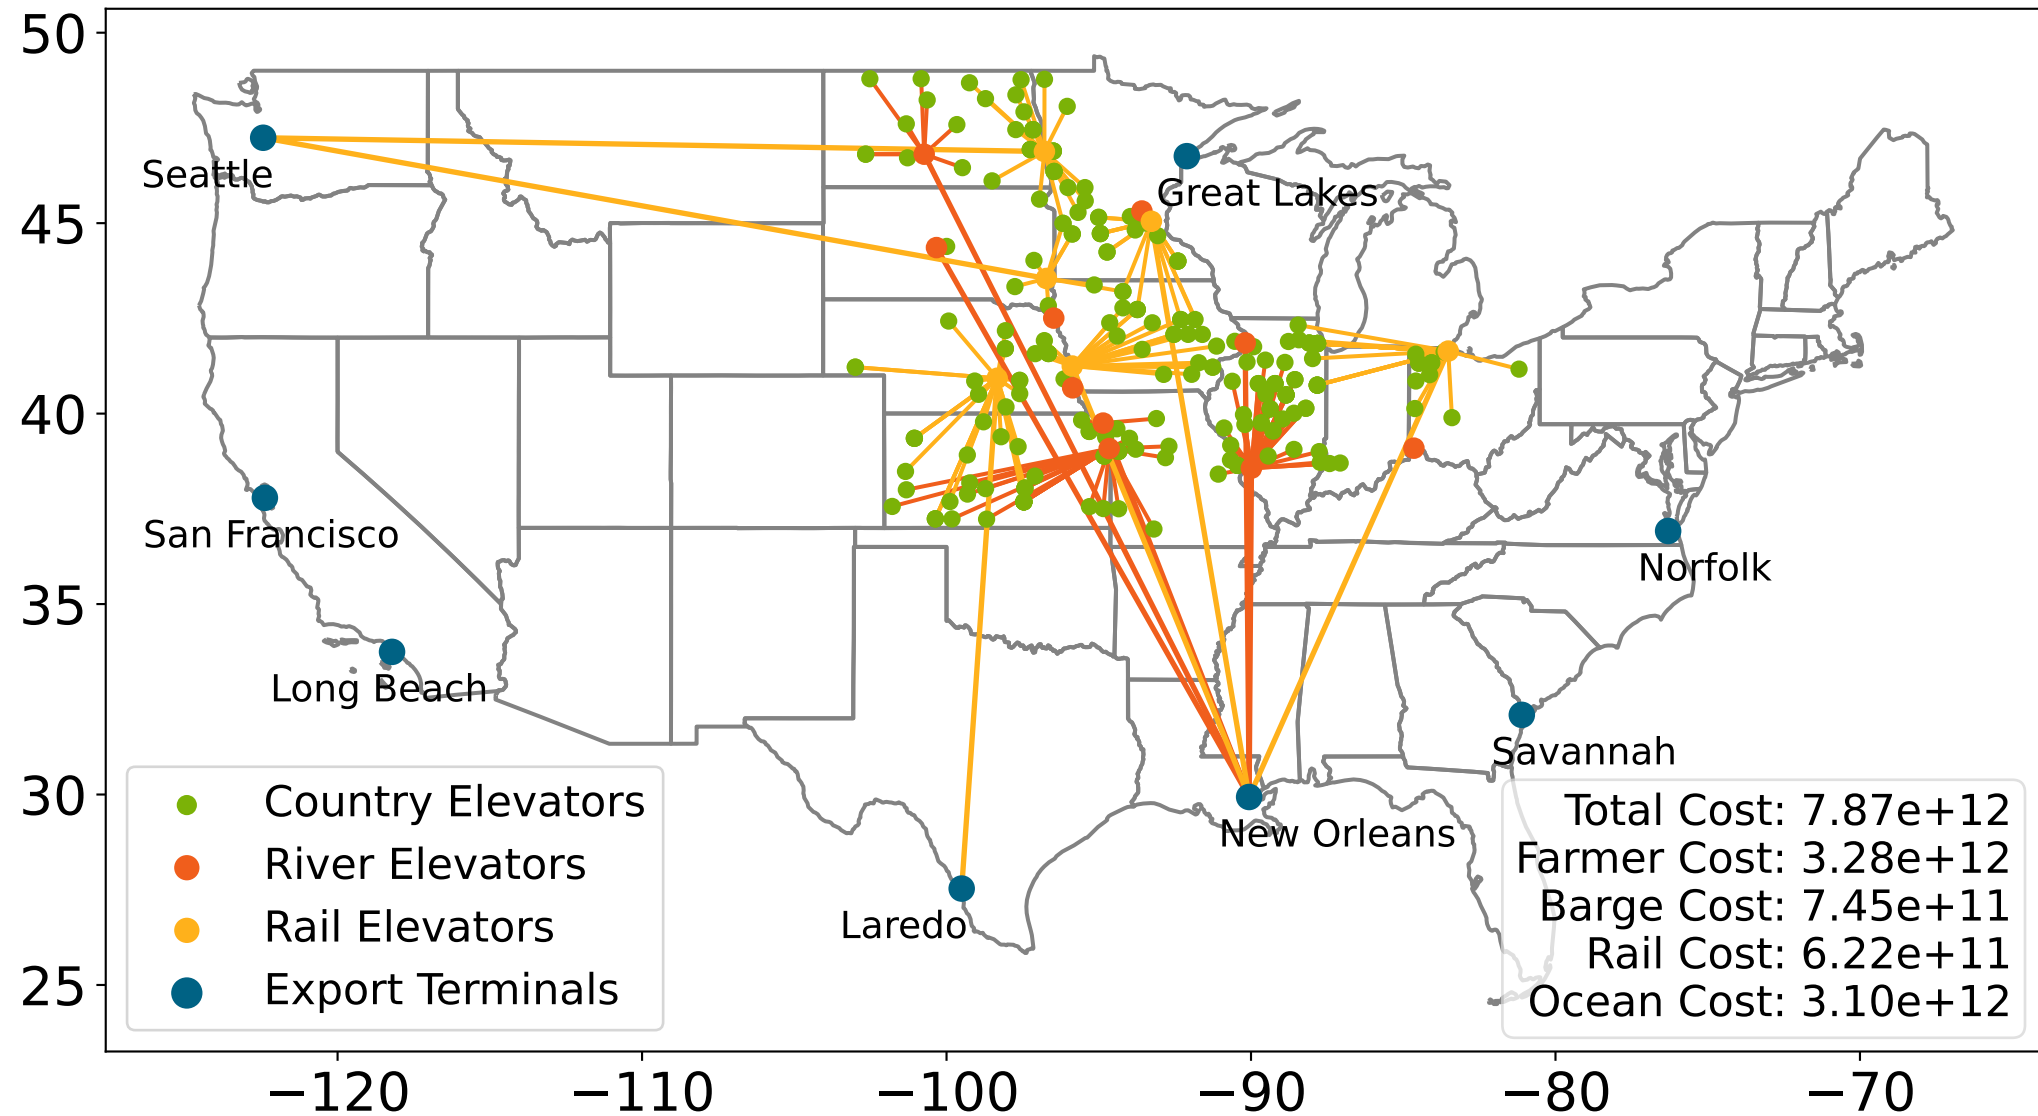 50
45
40
35
30
25
Seattle
Great Lakes
San Francisco
Norfolk
Long Beach
Savannah
New Orleans
Laredo
Country Elevators
River Elevators
Rail Elevators
Export Terminals
Total Cost: 7.87e+12
Farmer Cost: 3.28e+12
Barge Cost: 7.45e+11
Rail Cost: 6.22e+11
Ocean Cost: 3.10e+12
−120 −110 −100 −90 −80 −70